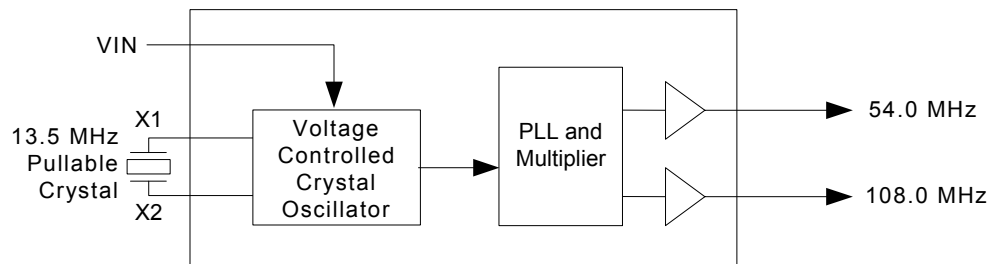 VIN
X1
13.5 MHz
Pullable
Crystal
X2
Voltage
Controlled
Crystal
Oscillator
PLL and
Multiplier
54.0 MHz
108.0 MHz